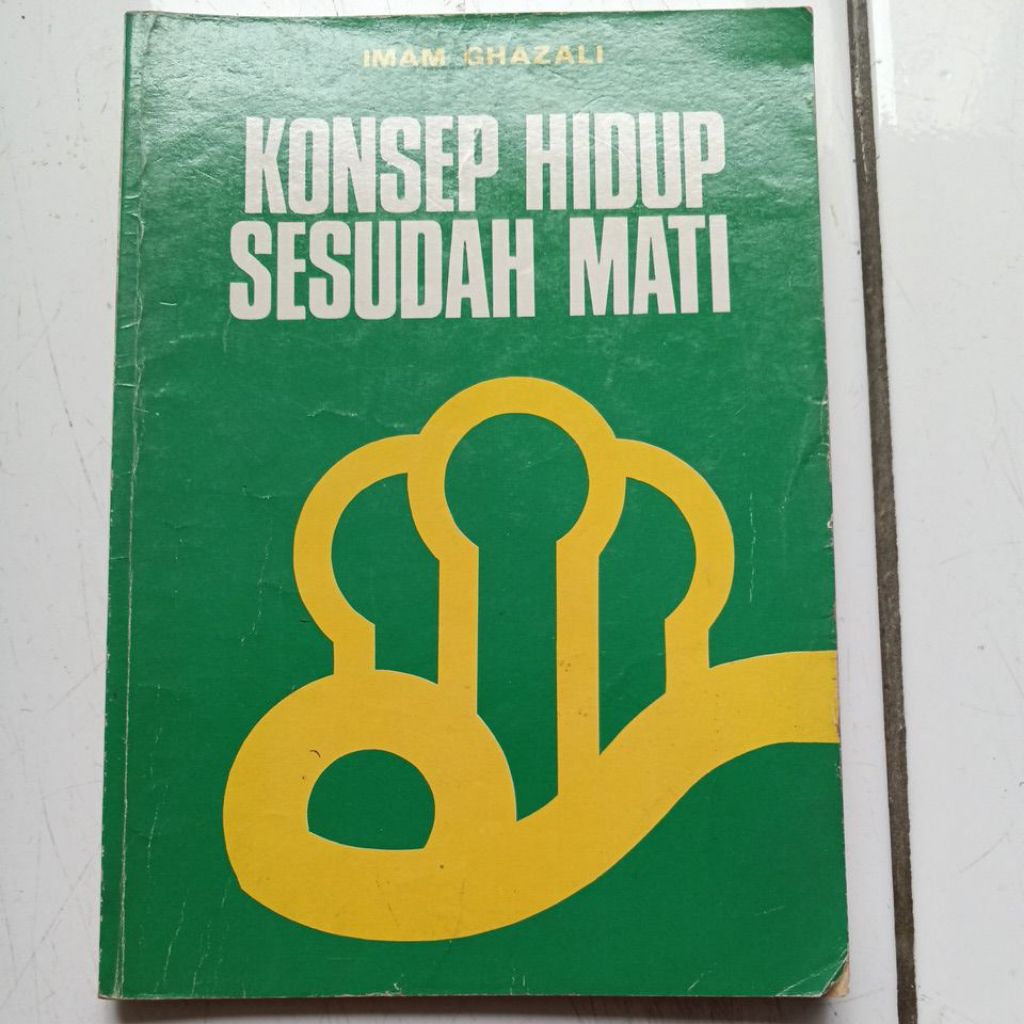 IMAM GHAZALI
KONSEP HIDUP
SESUDAH MATI